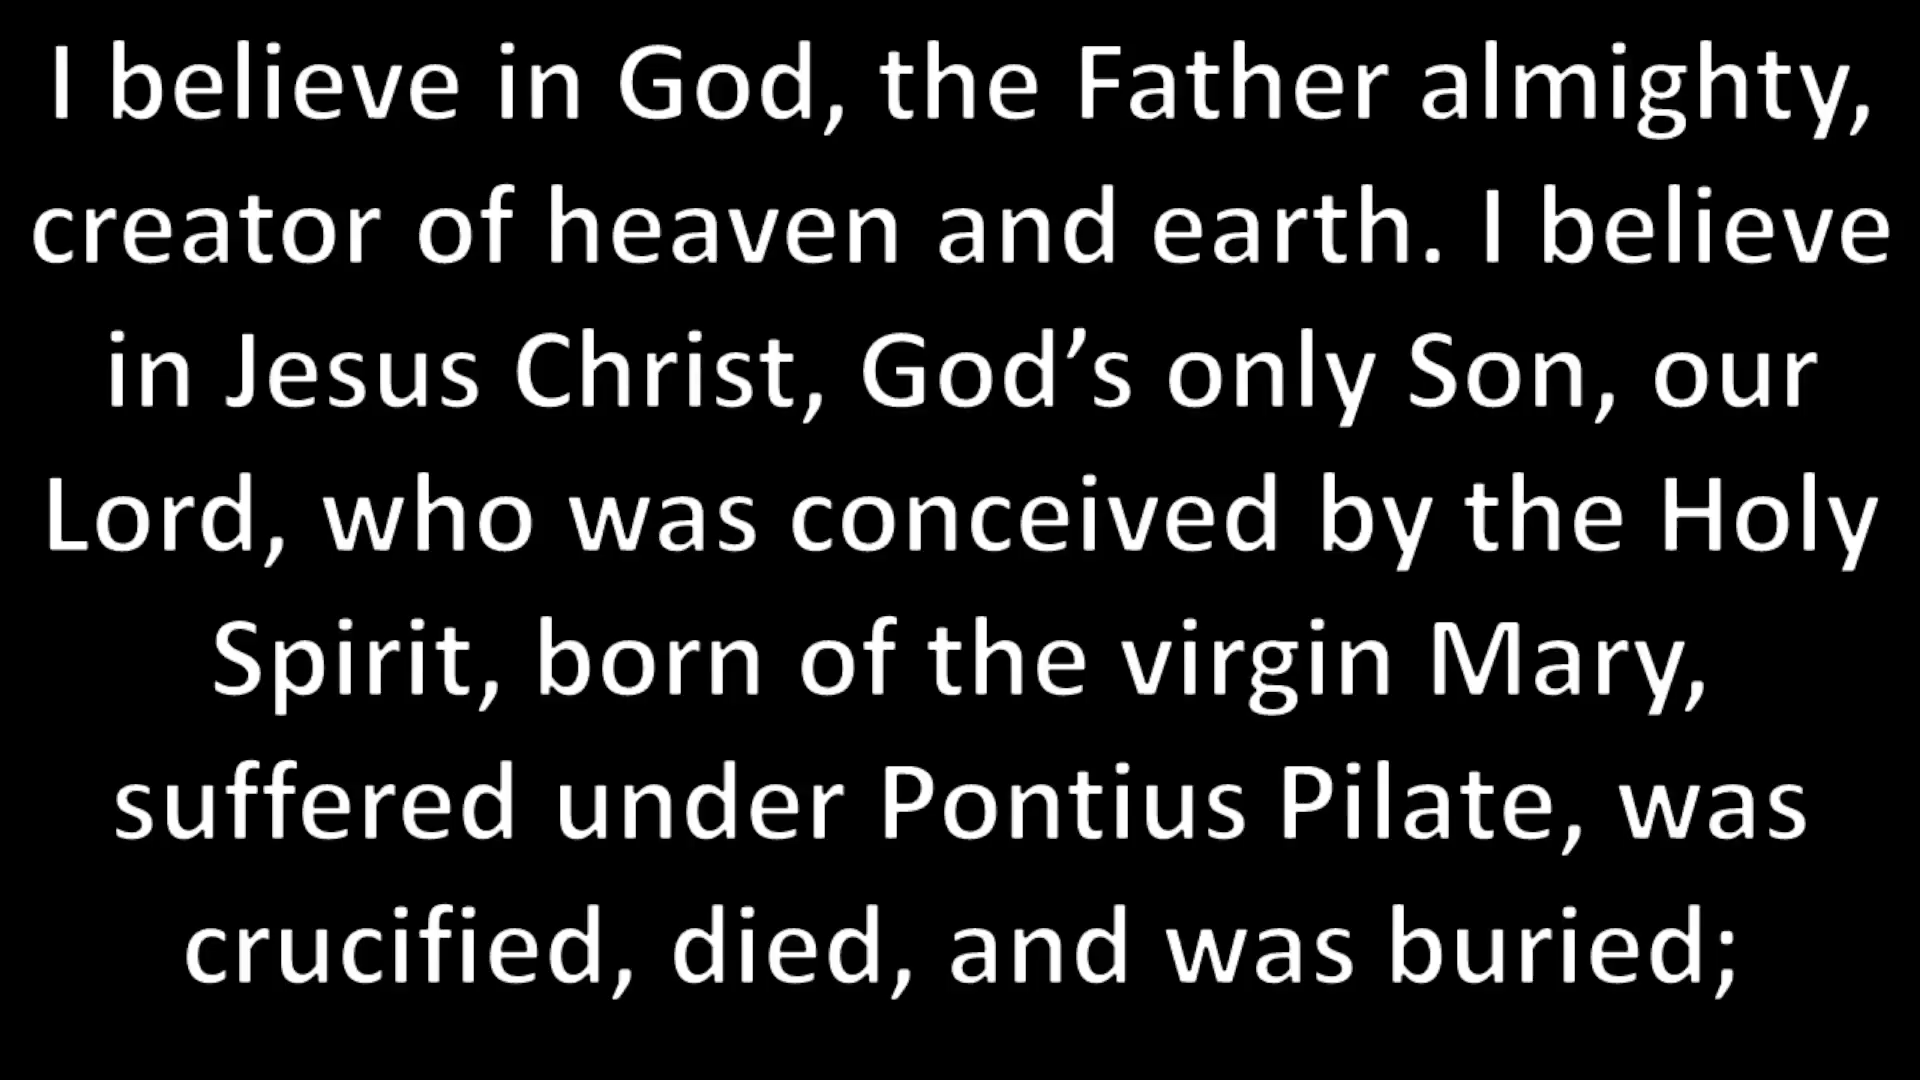 I believe in God, the Father almighty,
creator of heaven and earth. I believe
in Jesus Christ, God’s only Son, our
Lord, who was conceived by the Holy
Spirit, born of the virgin Mary,
suffered under Pontius Pilate, was
crucified, died, and was buried;